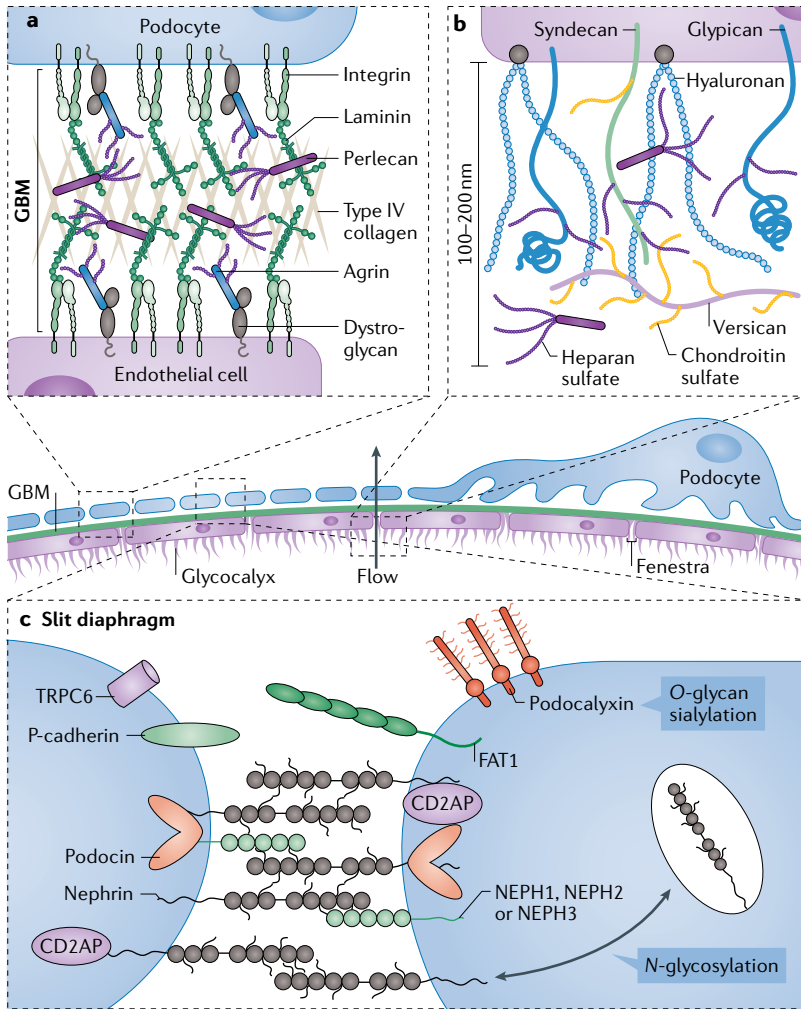 a
Podocyte
GBM
Integrin
Laminin
Perlecan
Type IV
collagen
Agrin
Dystro-
glycan
Endothelial cell
b
Syndecan
Glypican
Hyaluronan
100–200 nm
Versican
Heparan
sulfate
Chondroitin
sulfate
GBM
Podocyte
Glycocalyx
Flow
Fenestra
c Slit diaphragm
TRPC6
P-cadherin
Podocalyxin
O-glycan
sialylation
FAT1
CD2AP
Podocin
Nephrin
NEPH1, NEPH2
or NEPH3
CD2AP
N-glycosylation